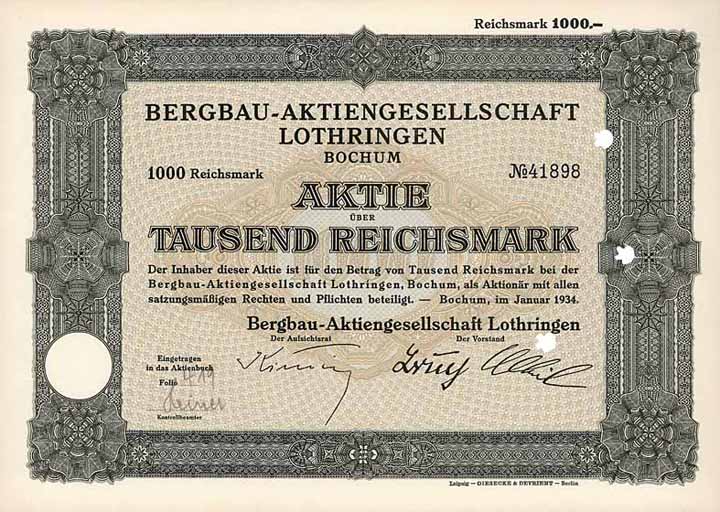 Reichsmark 1000,—
BERGBAU-AKTIENGESELLSCHAFT
LOTHRINGEN
BOCHUM
1000 Reichsmark
№41898
AKTIE
ÜBER
TAUSEND REICHSMARK
Der Inhaber dieser Aktie ist für den Betrag von Tausend Reichsmark bei der
Bergbau-Aktiengesellschaft Lothringen, Bochum, als Aktionär mit allen
satzungsmäßigen Rechten und Pflichten beteiligt. — Bochum, im Januar 1934.
Bergbau-Aktiengesellschaft Lothringen
Der Aufsichtsrat
Der Vorstand
Eingetragen
in das Aktienbuch
Folio
Kontrollbeamter
Leipzig — GIESECKE & DEVRIENT — Berlin